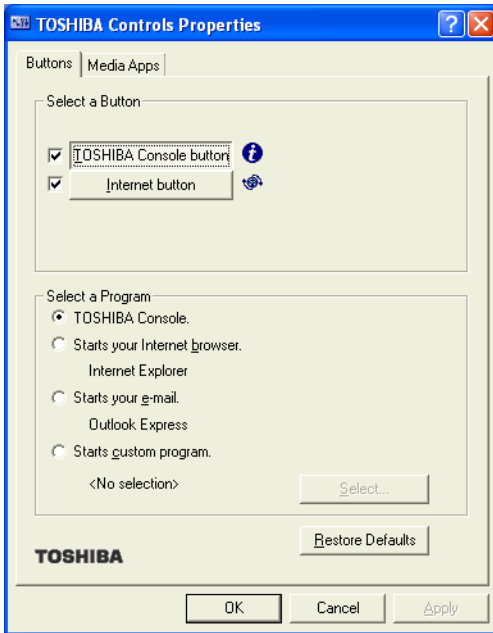 TOSHIBA Controls Properties
Buttons Media Apps
Select a Button
TOSHIBA Console button
Internet button
Select a Program
TOSHIBA Console.
Starts your Internet browser.
Internet Explorer
Starts your e-mail.
Outlook Express
Starts custom program.
<No selection>
Select...
Restore Defaults
TOSHIBA
OK Cancel Apply